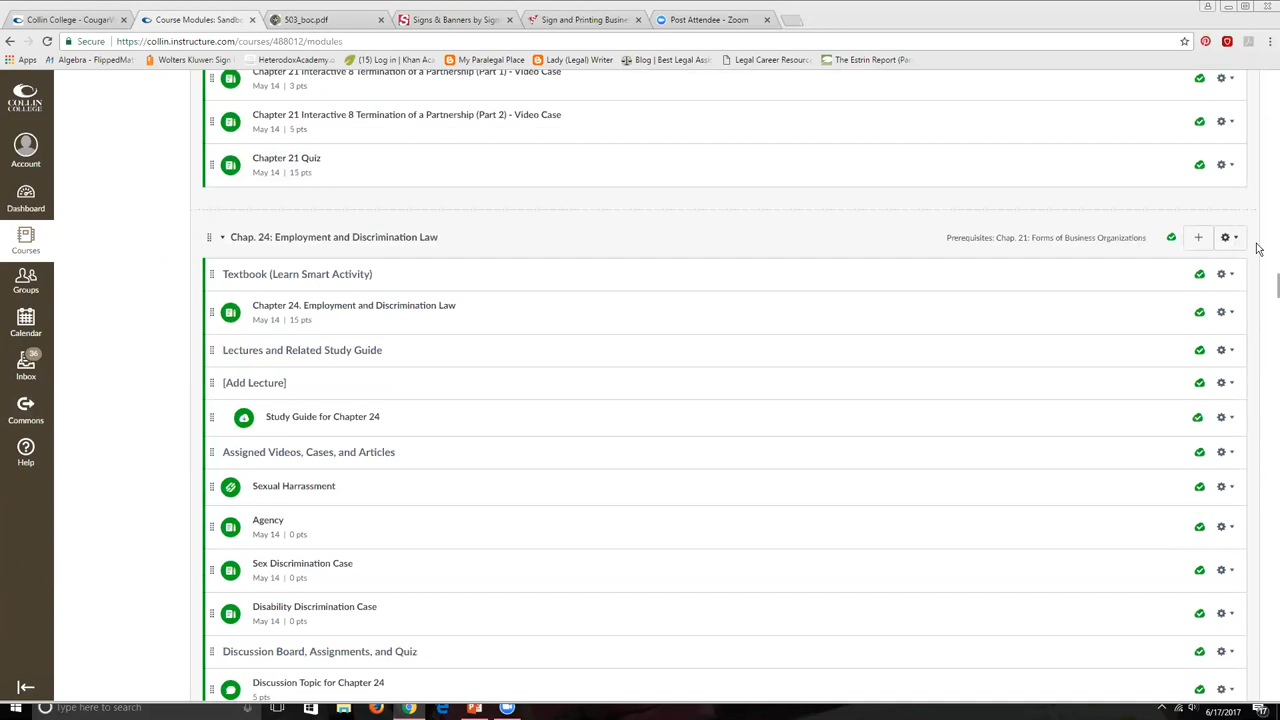 Collin College - CougarW
Course Modules: Sandbo
503_boc.pdf
Signs & Banners by Sign
Sign and Printing Busine
Post Attendee - Zoom
Secure | https://collin.instructure.com/courses/488012/modules
Apps
Algebra - FlippedMat
Wolters Kluwer: Sign
HeterodoxAcademy.o
(15) Log in | Khan Aca
My Paralegal Place
Lady (Legal) Writer
Blog | Best Legal Assi
Legal Career Resourc
The Estrin Report (Par
COLLIN COLLEGE
Account
Dashboard
Courses
Groups
Calendar
36
Inbox
Commons
Help
Chapter 21 Interactive 8 Termination of a Partnership (Part 1) - Video Case
May 14 | 3 pts
Chapter 21 Interactive 8 Termination of a Partnership (Part 2) - Video Case
May 14 | 5 pts
Chapter 21 Quiz
May 14 | 15 pts
Chap. 24: Employment and Discrimination Law
Prerequisites: Chap. 21: Forms of Business Organizations
Textbook (Learn Smart Activity)
Chapter 24. Employment and Discrimination Law
May 14 | 15 pts
Lectures and Related Study Guide
[Add Lecture]
Study Guide for Chapter 24
Assigned Videos, Cases, and Articles
Sexual Harrassment
Agency
May 14 | 0 pts
Sex Discrimination Case
May 14 | 0 pts
Disability Discrimination Case
May 14 | 0 pts
Discussion Board, Assignments, and Quiz
Discussion Topic for Chapter 24
5 pts
Type here to search
6/17/2017
17